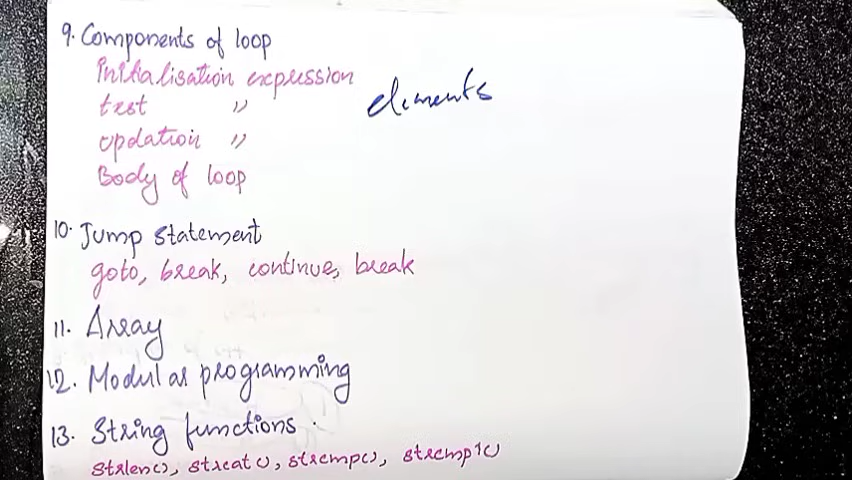 9. Components of loop
Initialisation expression
test "
elements
updation "
Body of loop
10. Jump statement
goto, break, continue, break
11. Array
12. Modular programming
13. String functions
strlen(), strcat(), strcmp(), strcmpi()